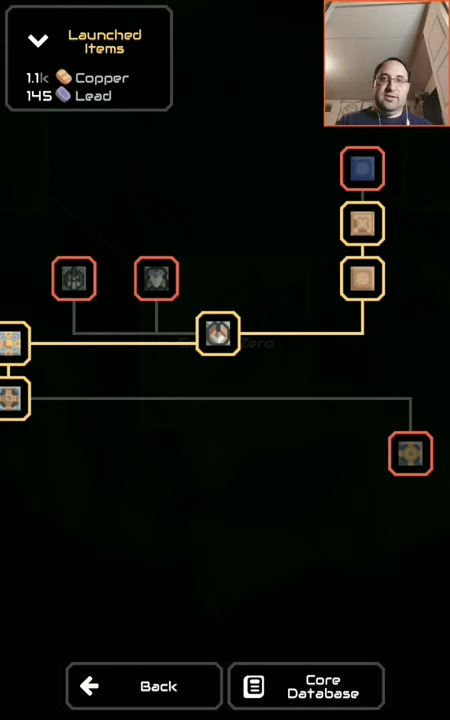 Launched
Items
1.1k Copper
145 Lead
Back
Core
Database